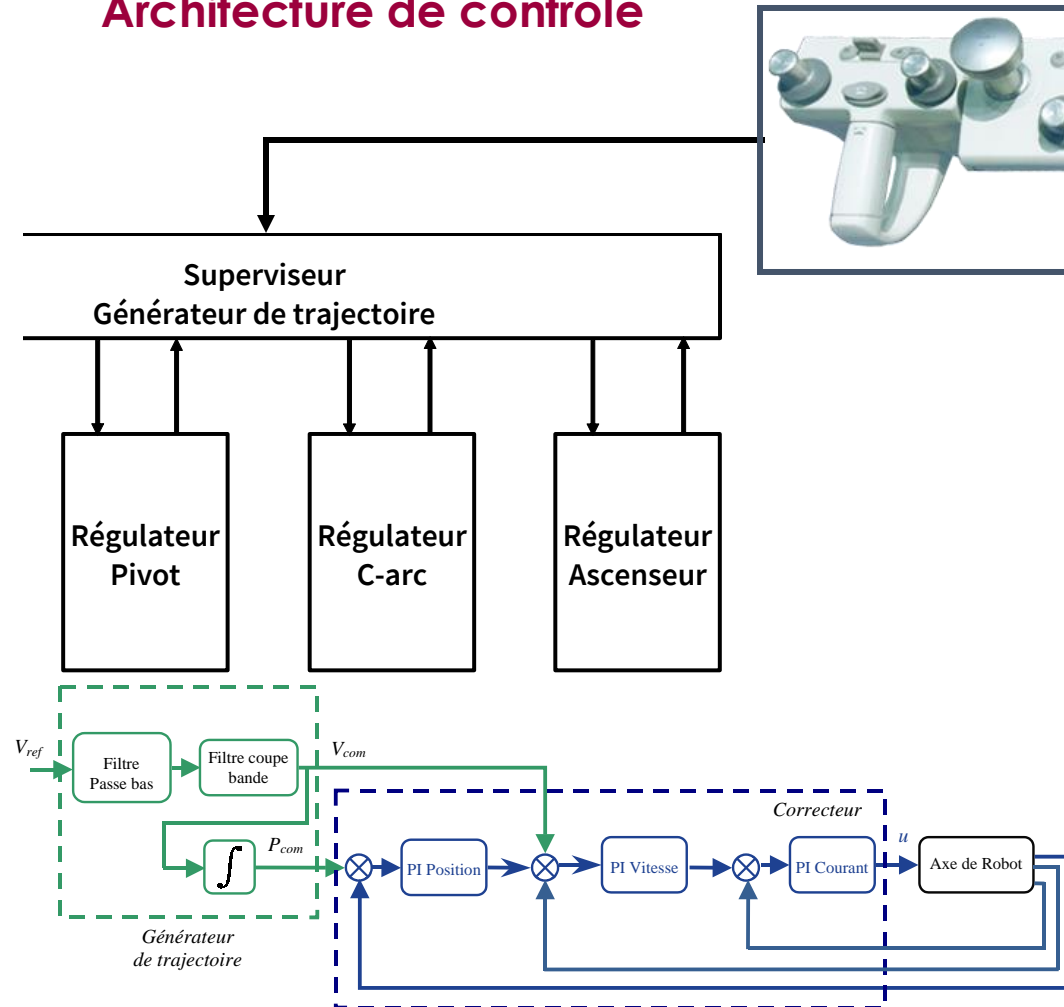 Architecture de contrôle
Superviseur
Générateur de trajectoire
Régulateur
Pivot
Régulateur
C-arc
Régulateur
Ascenseur
Vref
Filtre
Passe bas
Filtre coupe
bande
Vcom
Pcom
∫
Générateur
de trajectoire
Correcteur
PI Position
PI Vitesse
PI Courant
u
Axe de Robot